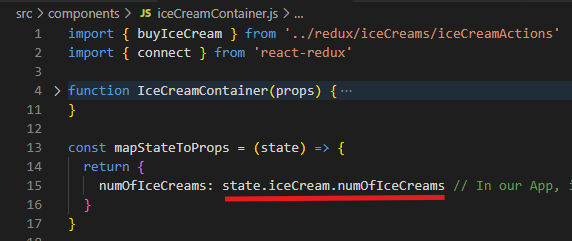 src > components > iceCreamContainer.js > ...
1 import { buyIceCream } from '../redux/iceCreams/iceCreamActions'
2 import { connect } from 'react-redux'
3
4 > function IceCreamContainer(props) {···
11 }
12
13 const mapStateToProps = (state) => {
14 return {
15 numOfIceCreams: state.iceCream.numOfIceCreams // In our App,
16 }
17 }
18